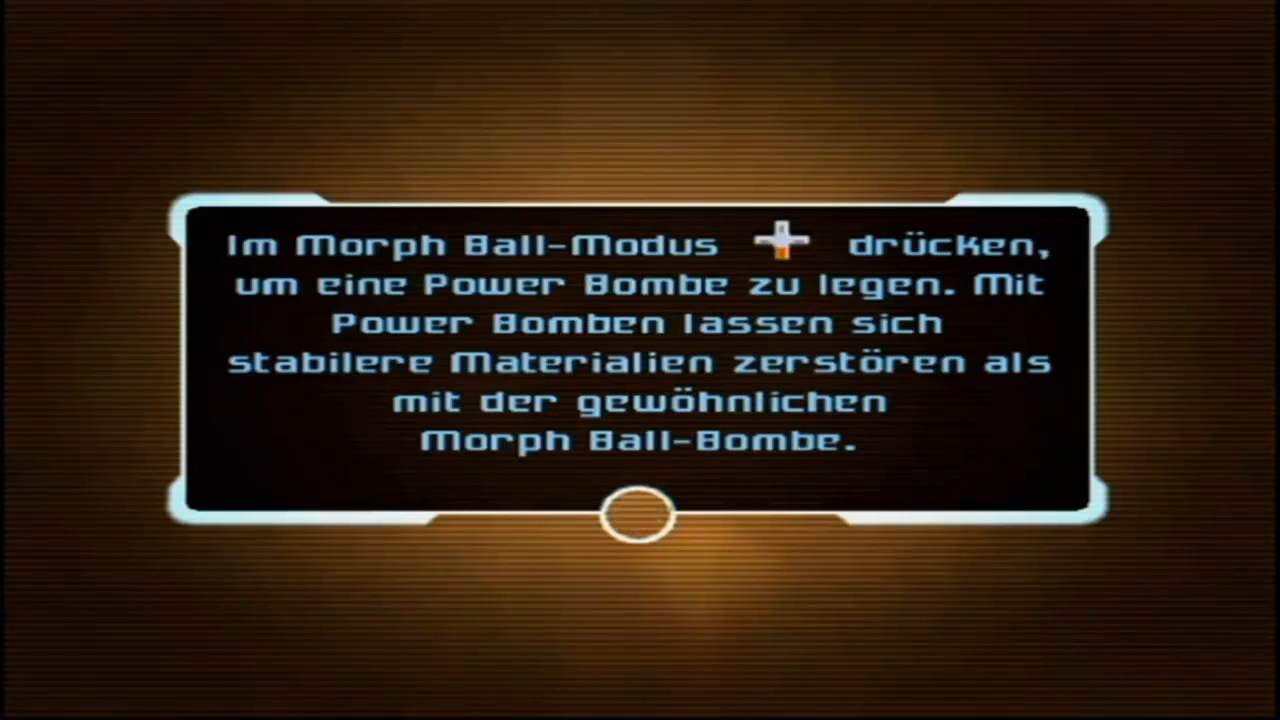 Im Morph Ball-Modus drücken,
um eine Power Bombe zu legen. Mit
Power Bomben lassen sich
stabilere Materialien zerstören als
mit der gewöhnlichen
Morph Ball-Bombe.